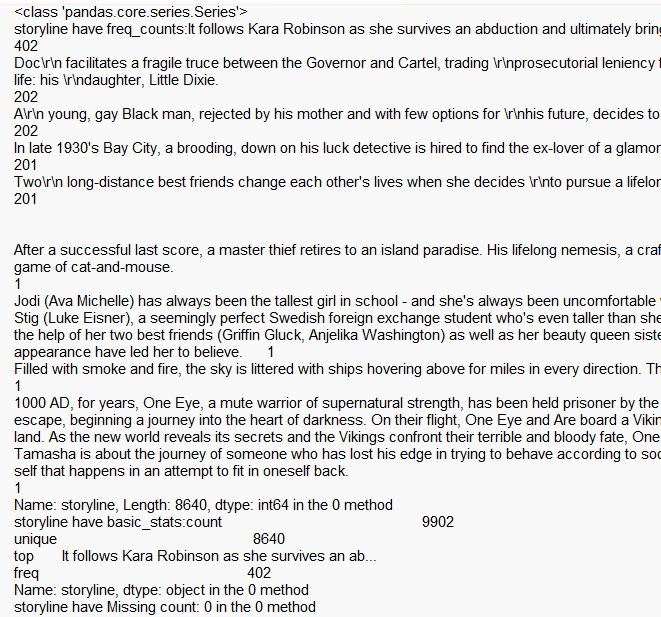 <class 'pandas.core.series.Series'>
storyline have freq_counts:It follows Kara Robinson as she survives an abduction and ultimately bring
402
Doc\r\n facilitates a fragile truce between the Governor and Cartel, trading \r\nprosecutorial leniency f
life: his \r\ndaughter, Little Dixie.
202
A\r\n young, gay Black man, rejected by his mother and with few options for \r\nhis future, decides to
202
In late 1930's Bay City, a brooding, down on his luck detective is hired to find the ex-lover of a glamor
201
Two\r\n long-distance best friends change each other's lives when she decides \r\nto pursue a lifelon
201
After a successful last score, a master thief retires to an island paradise. His lifelong nemesis, a craf
game of cat-and-mouse.
1
Jodi (Ava Michelle) has always been the tallest girl in school - and she's always been uncomfortable
Stig (Luke Eisner), a seemingly perfect Swedish foreign exchange student who's even taller than she
the help of her two best friends (Griffin Gluck, Anjelika Washington) as well as her beauty queen siste
appearance have led her to believe. 1
Filled with smoke and fire, the sky is littered with ships hovering above for miles in every direction. Th
1
1000 AD, for years, One Eye, a mute warrior of supernatural strength, has been held prisoner by the
escape, beginning a journey into the heart of darkness. On their flight, One Eye and Are board a Vikin
land. As the new world reveals its secrets and the Vikings confront their terrible and bloody fate, One
Tamasha is about the journey of someone who has lost his edge in trying to behave according to soc
self that happens in an attempt to fit in oneself back.
1
Name: storyline, Length: 8640, dtype: int64 in the 0 method
storyline have basic_stats:count 9902
unique 8640
top It follows Kara Robinson as she survives an ab...
freq 402
Name: storyline, dtype: object in the 0 method
storyline have Missing count: 0 in the 0 method